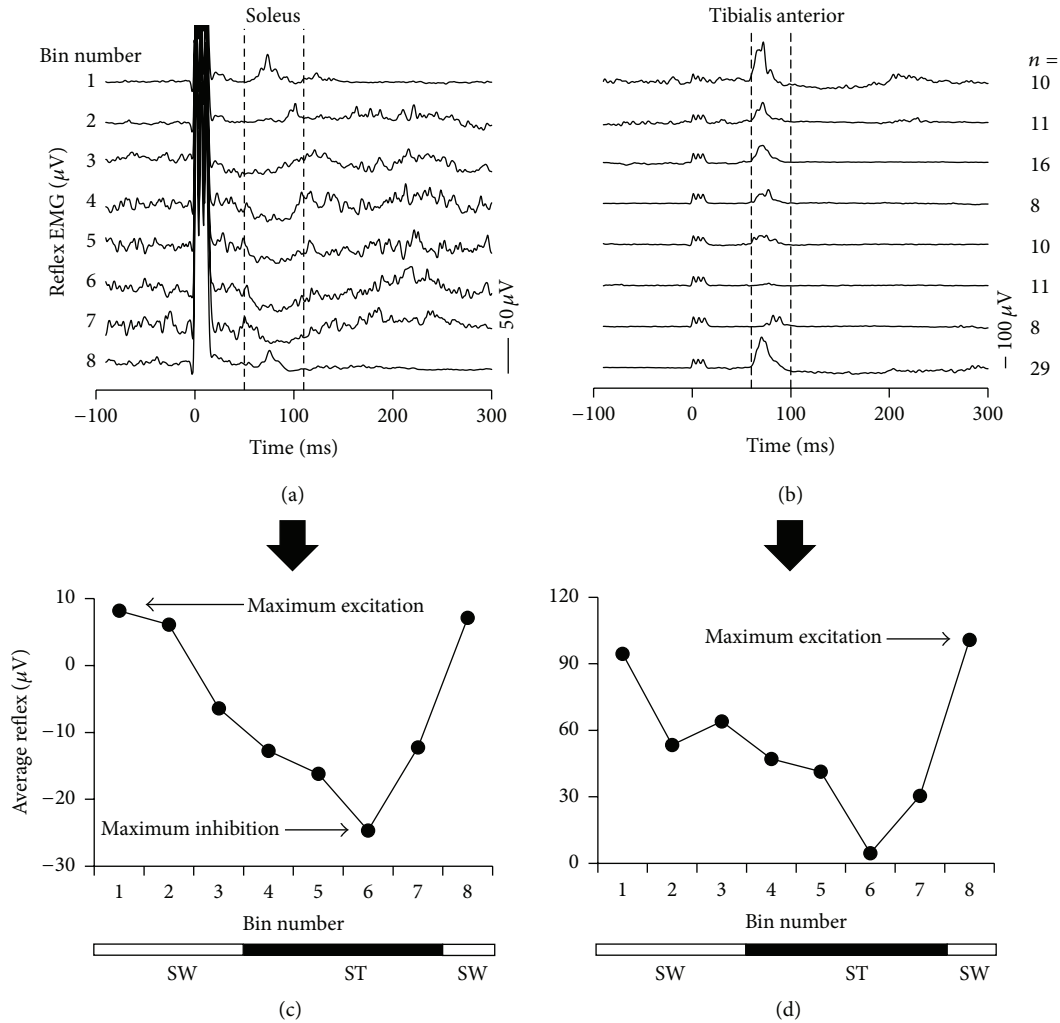 Soleus
Bin number
1
2
3
4
5
6
7
8
Reflex EMG (μV)
50 μV
−100 0 100 200 300
Time (ms)
(a)
Tibialis anterior
n =
10
11
16
8
10
11
8
29
100 μV
−100 0 100 200 300
Time (ms)
(b)
10
0
−10
−20
−30
Average reflex (μV)
Maximum excitation
Maximum inhibition
1 2 3 4 5 6 7 8
Bin number
SW ST SW
(c)
120
90
60
30
0
Maximum excitation
1 2 3 4 5 6 7 8
Bin number
SW ST SW
(d)